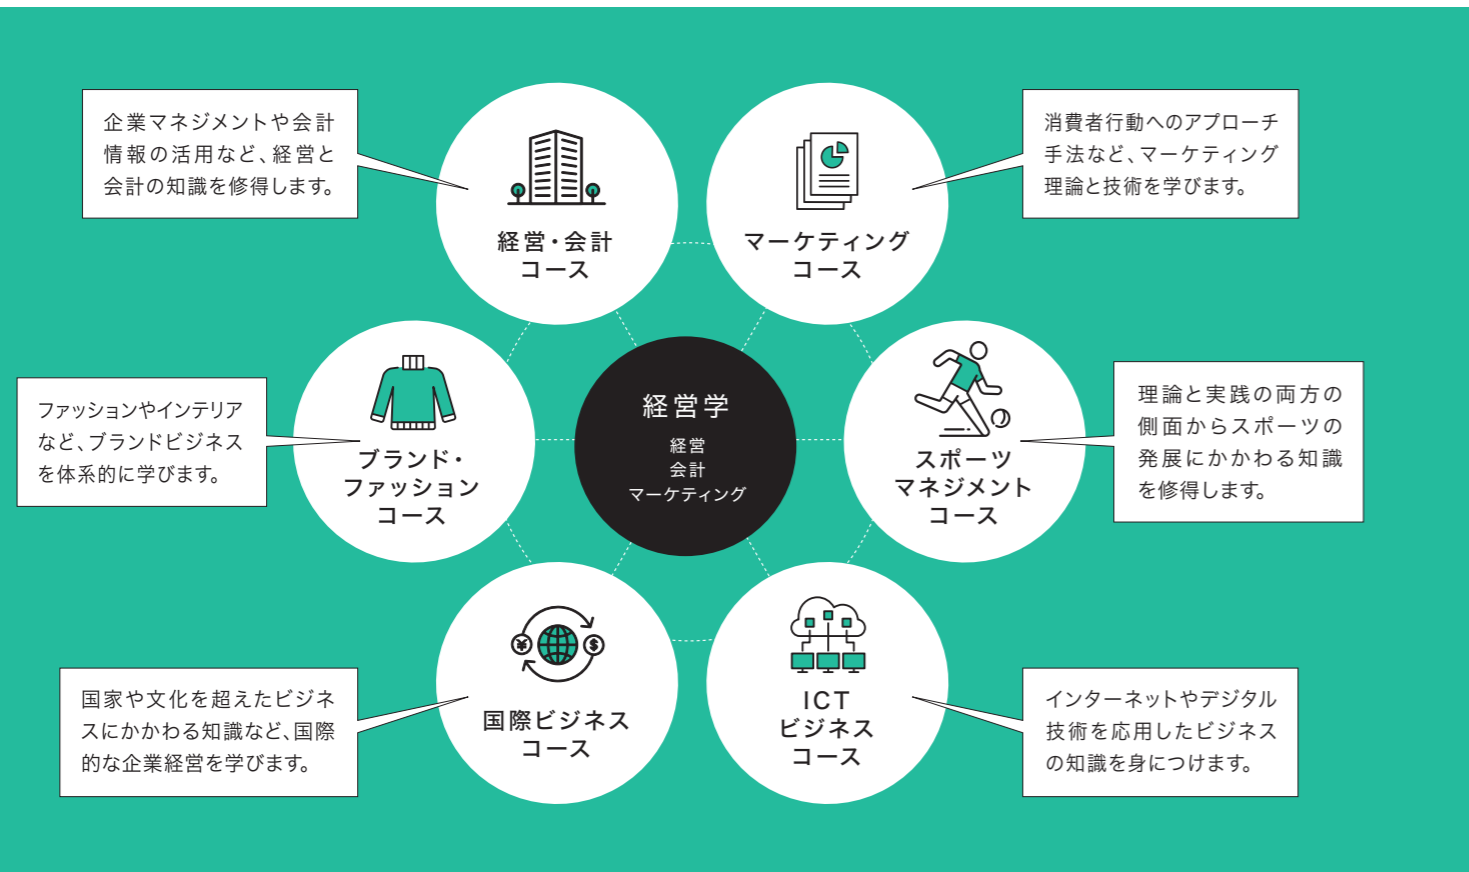 企業マネジメントや会計
情報の活用など、経営と
会計の知識を修得します。
経営・会計
コース
マーケティング
コース
消費者行動へのアプローチ
手法など、マーケティング
理論と技術を学びます。
ファッションやインテリア
など、ブランドビジネス
を体系的に学びます。
ブランド・
ファッション
コース
経営学
経営
会計
マーケティング
スポーツ
マネジメント
コース
理論と実践の両方の
側面からスポーツの
発展にかかわる知識
を修得します。
国家や文化を超えたビジネ
スにかかわる知識など、国際
的な企業経営を学びます。
¥
$
国際ビジネス
コース
ICT
ビジネス
コース
インターネットやデジタル
技術を応用したビジネス
の知識を身につけます。